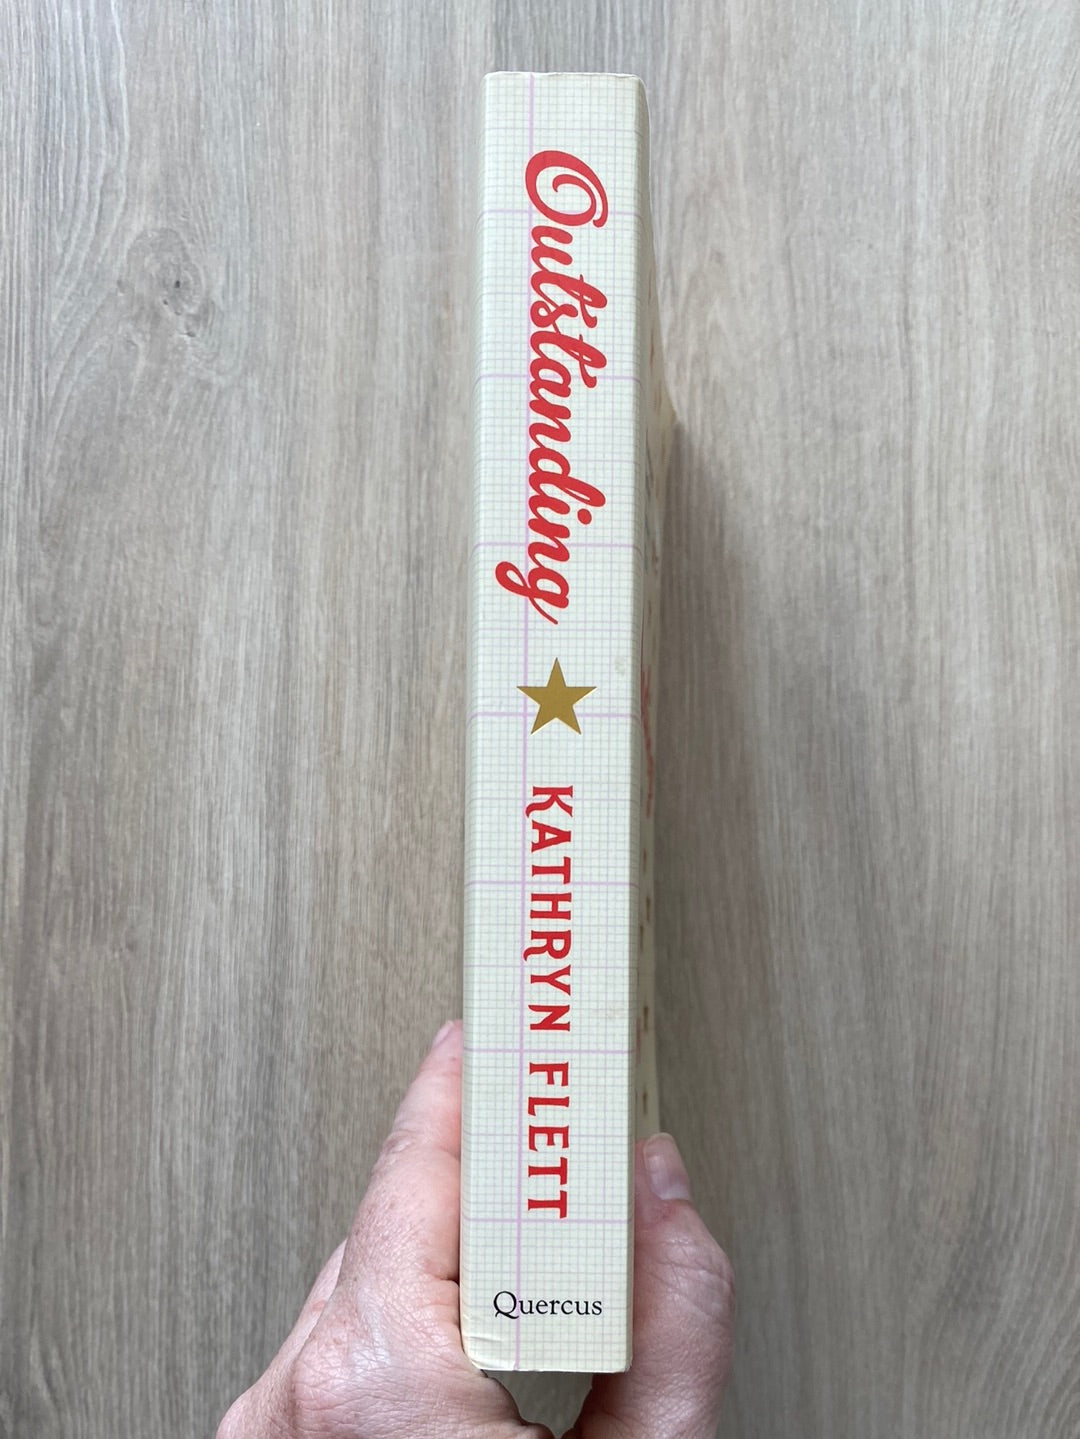 Outstanding
KATHRYN FLETT
Quercus